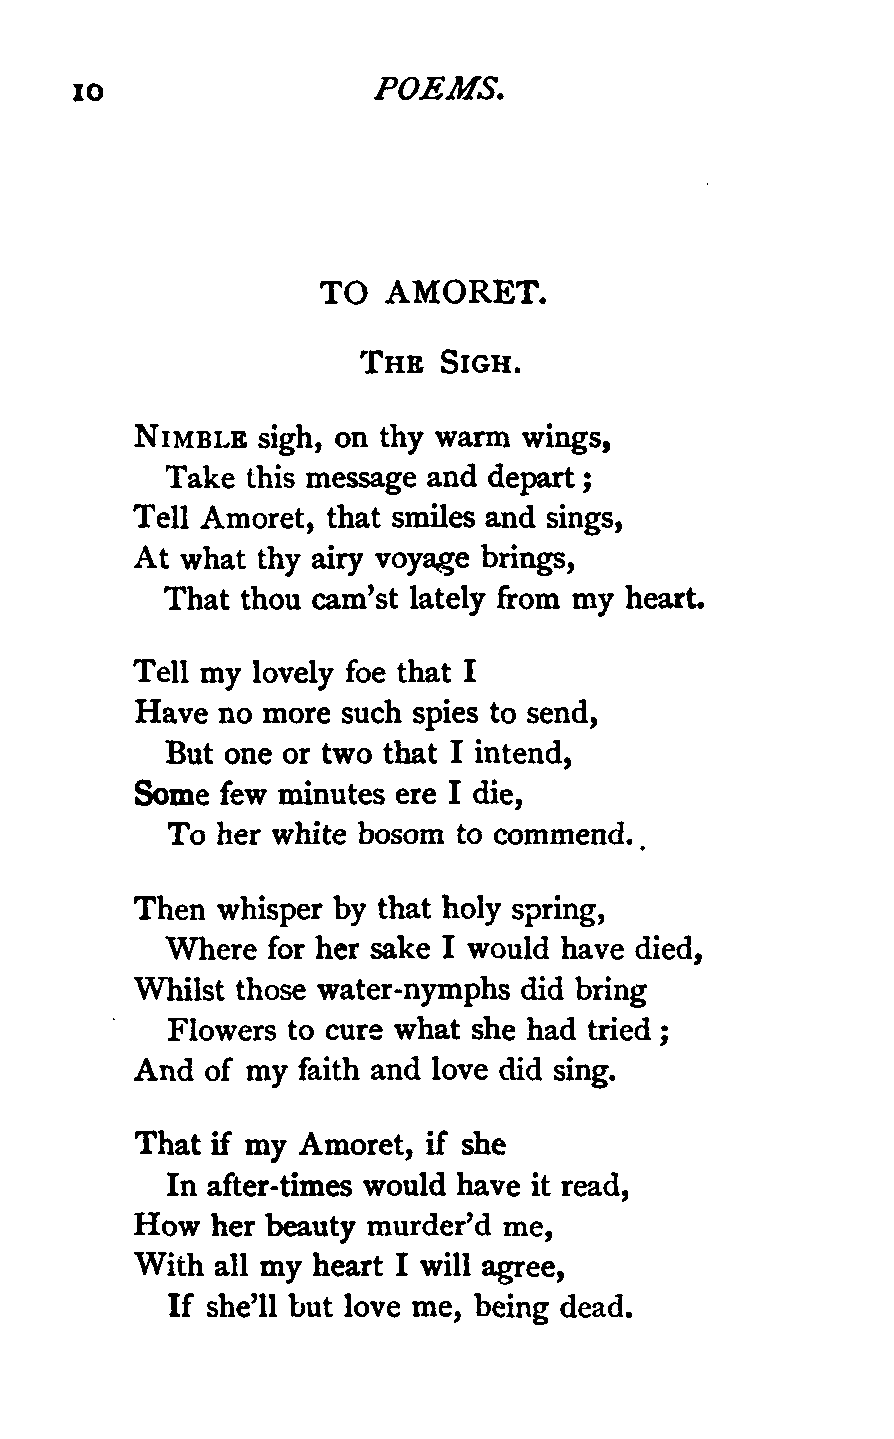 10 POEMS.
TO AMORET.
THE SIGH.
NIMBLE sigh, on thy warm wings,
Take this message and depart ;
Tell Amoret, that smiles and sings,
At what thy airy voyage brings,
That thou cam'st lately from my heart.
Tell my lovely foe that I
Have no more such spies to send,
But one or two that I intend,
Some few minutes ere I die,
To her white bosom to commend.
Then whisper by that holy spring,
Where for her sake I would have died,
Whilst those water-nymphs did bring
Flowers to cure what she had tried ;
And of my faith and love did sing.
That if my Amoret, if she
In after-times would have it read,
How her beauty murder'd me,
With all my heart I will agree,
If she'll but love me, being dead.